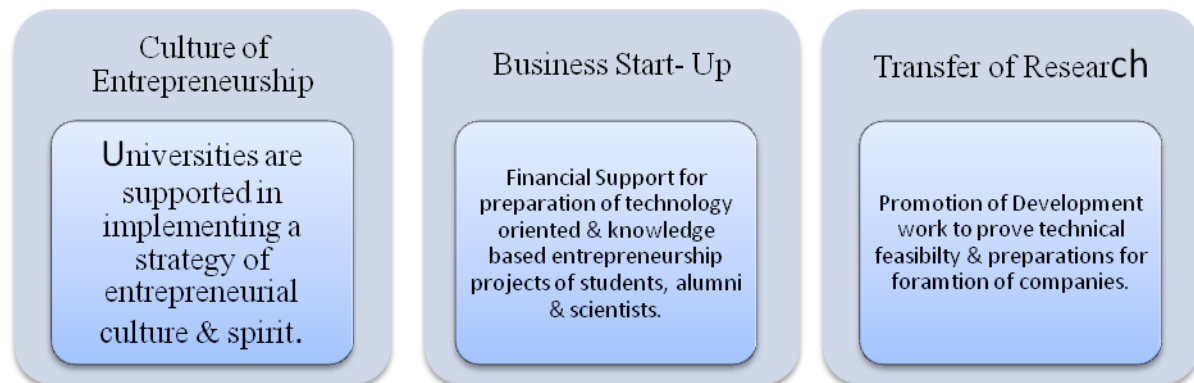 Culture of
Entrepreneurship
Universities are
supported in
implementing a
strategy of
entrepreneurial
culture & spirit.
Business Start- Up
Financial Support for
preparation of technology
oriented & knowledge
based entrepreneurship
projects of students, alumni
& scientists.
Transfer of Research
Promotion of Development
work to prove technical
feasibilty & preparations for
foramtion of companies.